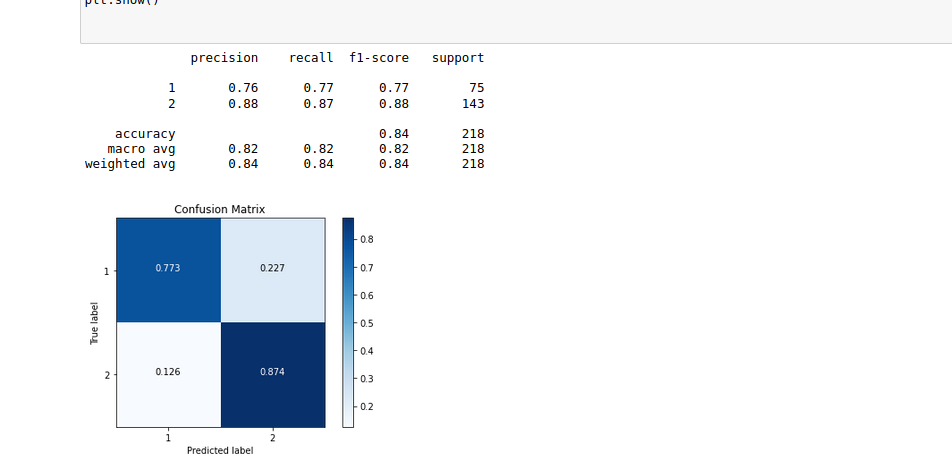 plt.show()
precision recall f1-score support
1 0.76 0.77 0.77 75
2 0.88 0.87 0.88 143
accuracy 0.84 218
macro avg 0.82 0.82 0.82 218
weighted avg 0.84 0.84 0.84 218
Confusion Matrix
0.8
1 0.773 0.227
0.7
0.6
True label
0.5
0.4
2 0.126 0.874
0.3
0.2
1 2
Predicted label